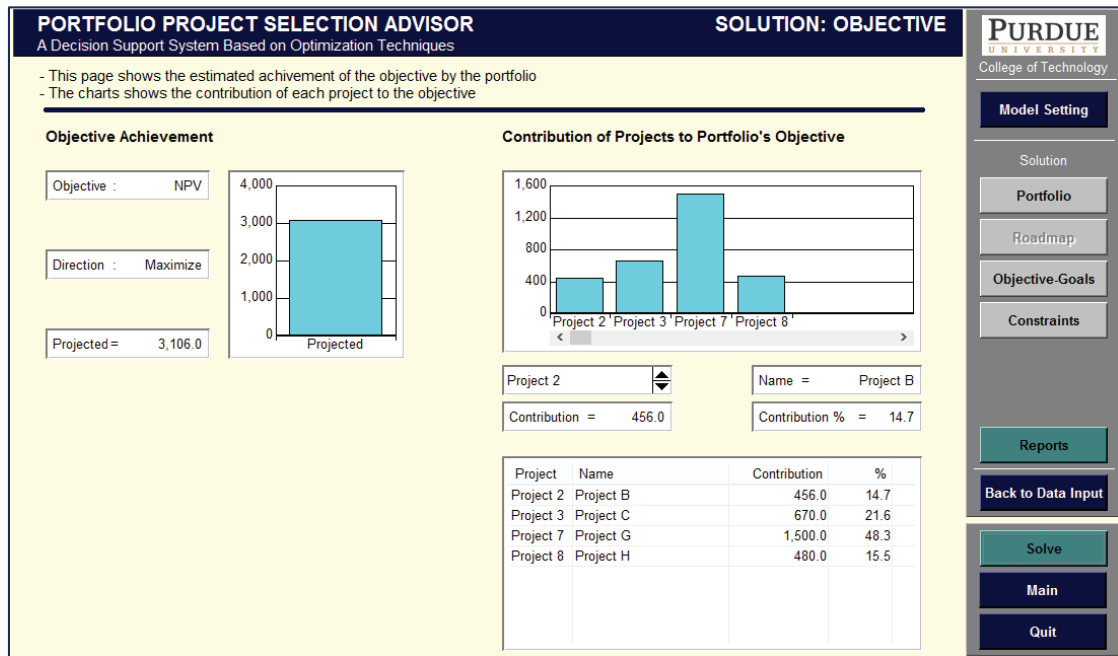 PORTFOLIO PROJECT SELECTION ADVISOR
SOLUTION: OBJECTIVE
A Decision Support System Based on Optimization Techniques
- This page shows the estimated achivement of the objective by the portfolio
- The charts shows the contribution of each project to the objective
Objective Achievement
Objective : NPV
Direction : Maximize
Projected = 3,106.0
4,000
3,000
2,000
1,000
0
Projected
Contribution of Projects to Portfolio's Objective
1,600
1,200
800
400
0
Project 2 Project 3 Project 7 Project 8
Project 2
Name = Project B
Contribution = 456.0
Contribution % = 14.7
Project Name Contribution %
Project 2 Project B 456.0 14.7
Project 3 Project C 670.0 21.6
Project 7 Project G 1,500.0 48.3
Project 8 Project H 480.0 15.5
PURDUE
UNIVERSITY
College of Technology
Model Setting
Solution
Portfolio
Roadmap
Objective-Goals
Constraints
Reports
Back to Data Input
Solve
Main
Quit